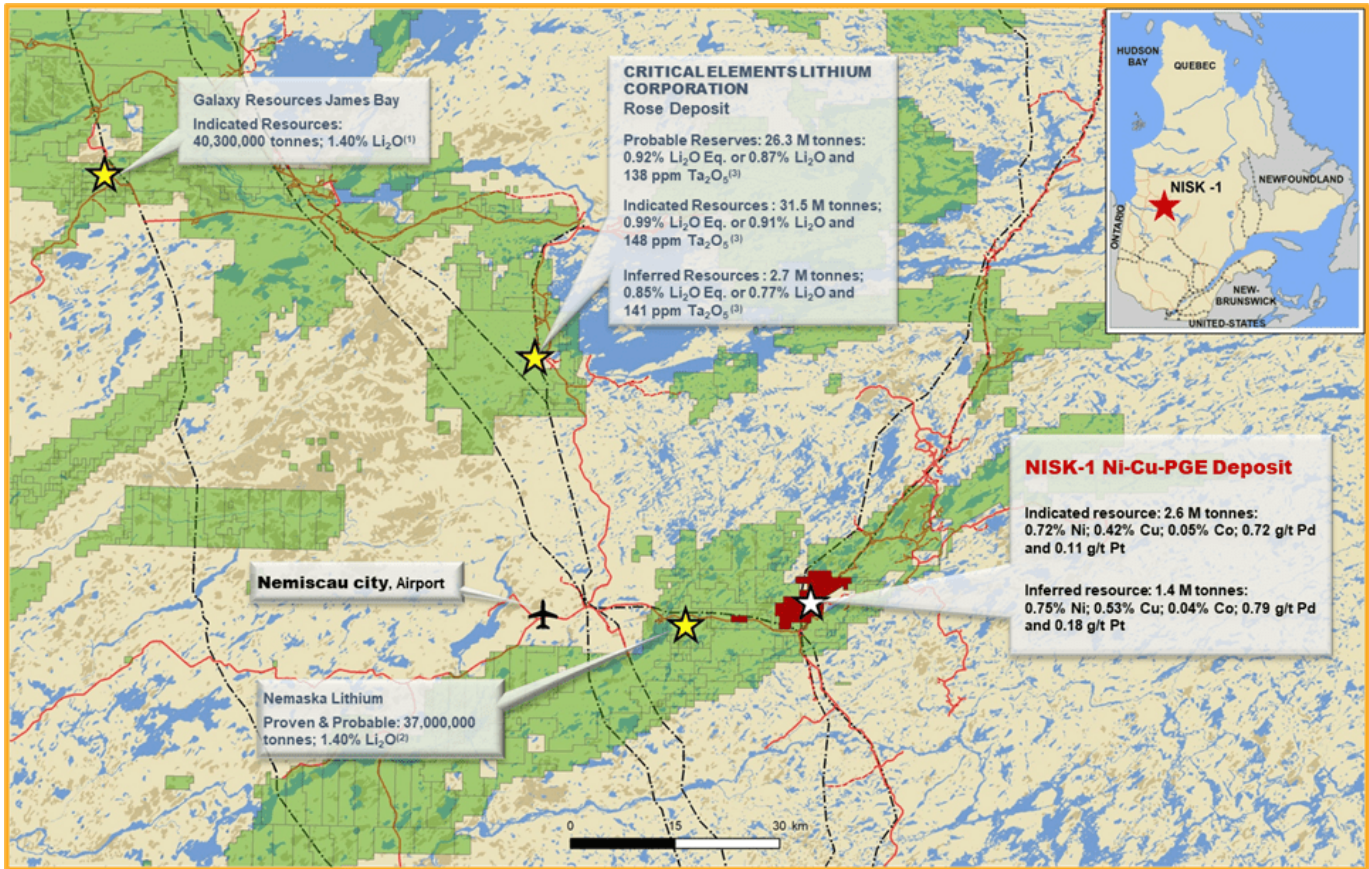 Galaxy Resources James Bay
Indicated Resources:
40,300,000 tonnes; 1.40% Li₂O⁽¹⁾
CRITICAL ELEMENTS LITHIUM
CORPORATION
Rose Deposit
Probable Reserves: 26.3 M tonnes:
0.92% Li₂O Eq. or 0.87% Li₂O and
138 ppm Ta₂O₅⁽³⁾
Indicated Resources : 31.5 M tonnes;
0.99% Li₂O Eq. or 0.91% Li₂O and
148 ppm Ta₂O₅⁽³⁾
Inferred Resources : 2.7 M tonnes;
0.85% Li₂O Eq. or 0.77% Li₂O and
141 ppm Ta₂O₅⁽³⁾
HUDSON
BAY
QUEBEC
NEWFOUNDLAND
NISK -1
ONTARIO
NEW-
BRUNSWICK
UNITED-STATES
NISK-1 Ni-Cu-PGE Deposit
Indicated resource: 2.6 M tonnes:
0.72% Ni; 0.42% Cu; 0.05% Co; 0.72 g/t Pd
and 0.11 g/t Pt
Inferred resource: 1.4 M tonnes:
0.75% Ni; 0.53% Cu; 0.04% Co; 0.79 g/t Pd
and 0.18 g/t Pt
Nemiscau city, Airport
Nemaska Lithium
Proven & Probable: 37,000,000
tonnes; 1.40% Li₂O⁽²⁾
0 15 30 km